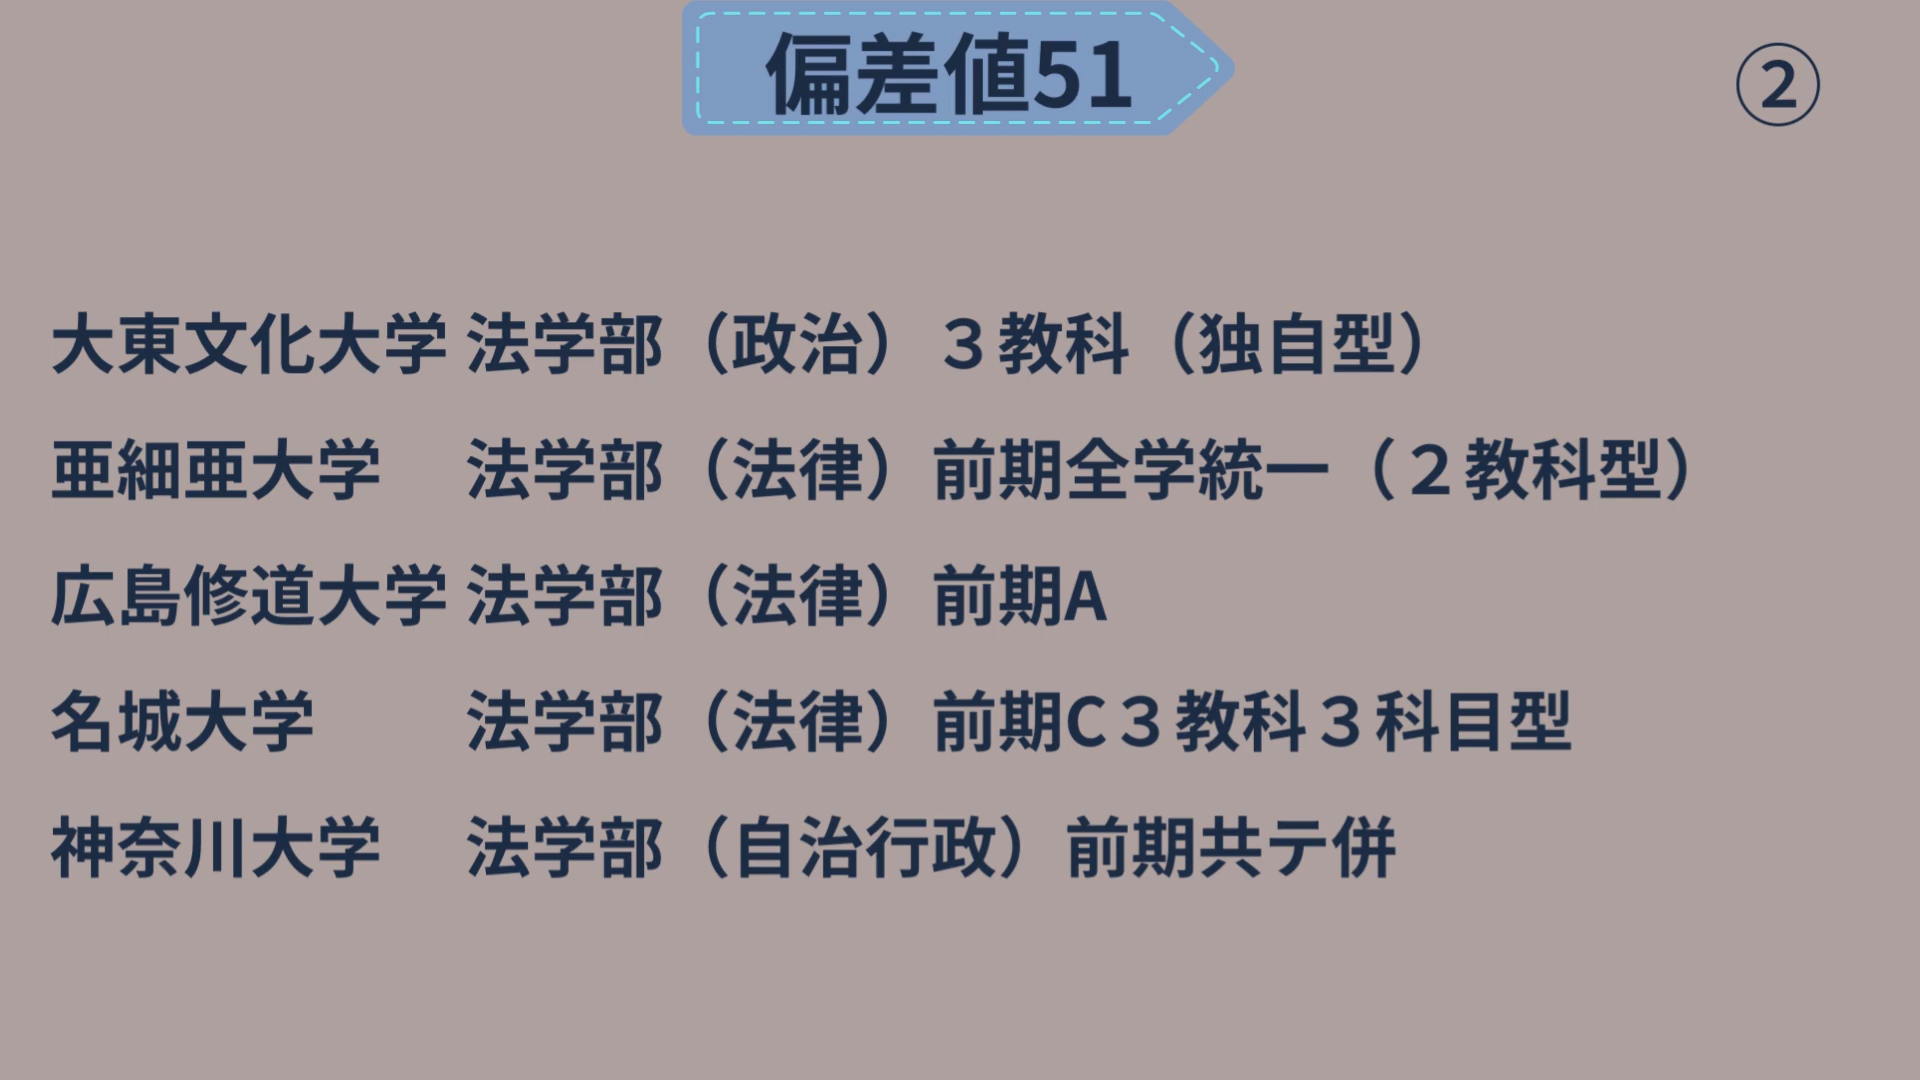 偏差値51
②
大東文化大学 法学部（政治）３教科（独自型）
亜細亜大学　法学部（法律）前期全学統一（２教科型）
広島修道大学 法学部（法律）前期A
名城大学　　法学部（法律）前期C３教科３科目型
神奈川大学　法学部（自治行政）前期共テ併